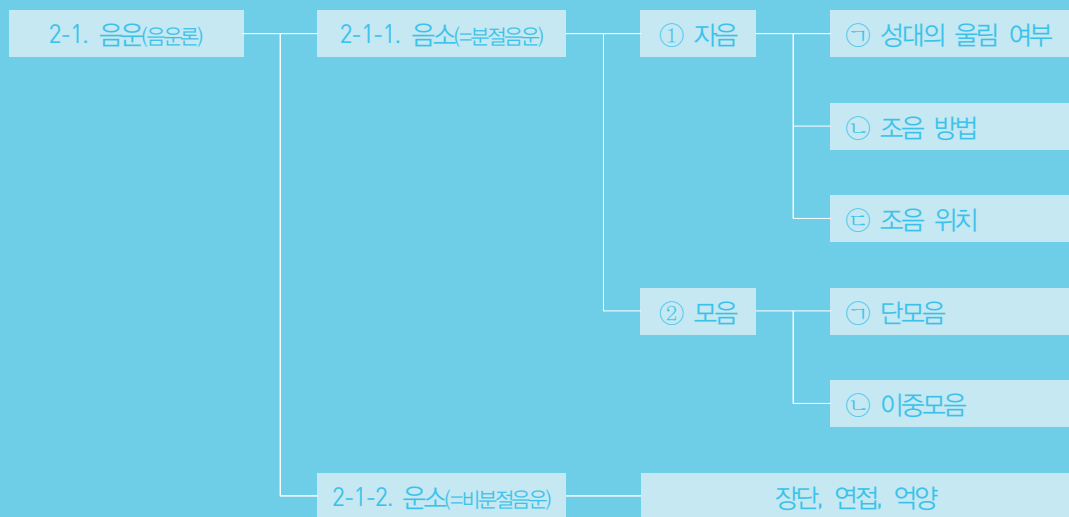 2-1. 음운(음운론)
2-1-1. 음소(=분절음운)
① 자음
㉠ 성대의 울림 여부
㉡ 조음 방법
㉢ 조음 위치
② 모음
㉠ 단모음
㉡ 이중모음
2-1-2. 운소(=비분절음운)
장단, 연접, 억양